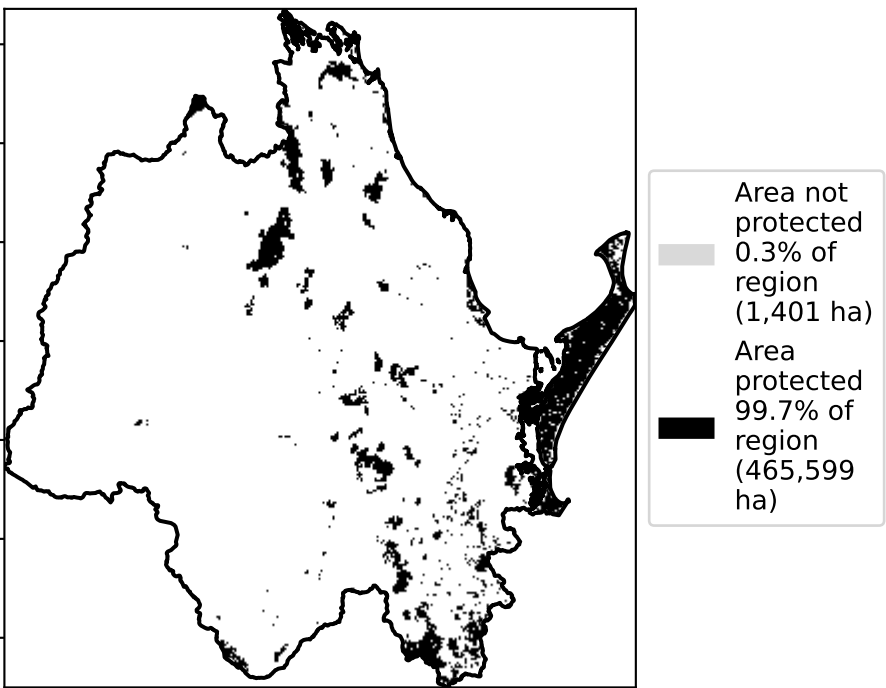 Area not
protected
0.3% of
region
(1,401 ha)
Area
protected
99.7% of
region
(465,599
ha)